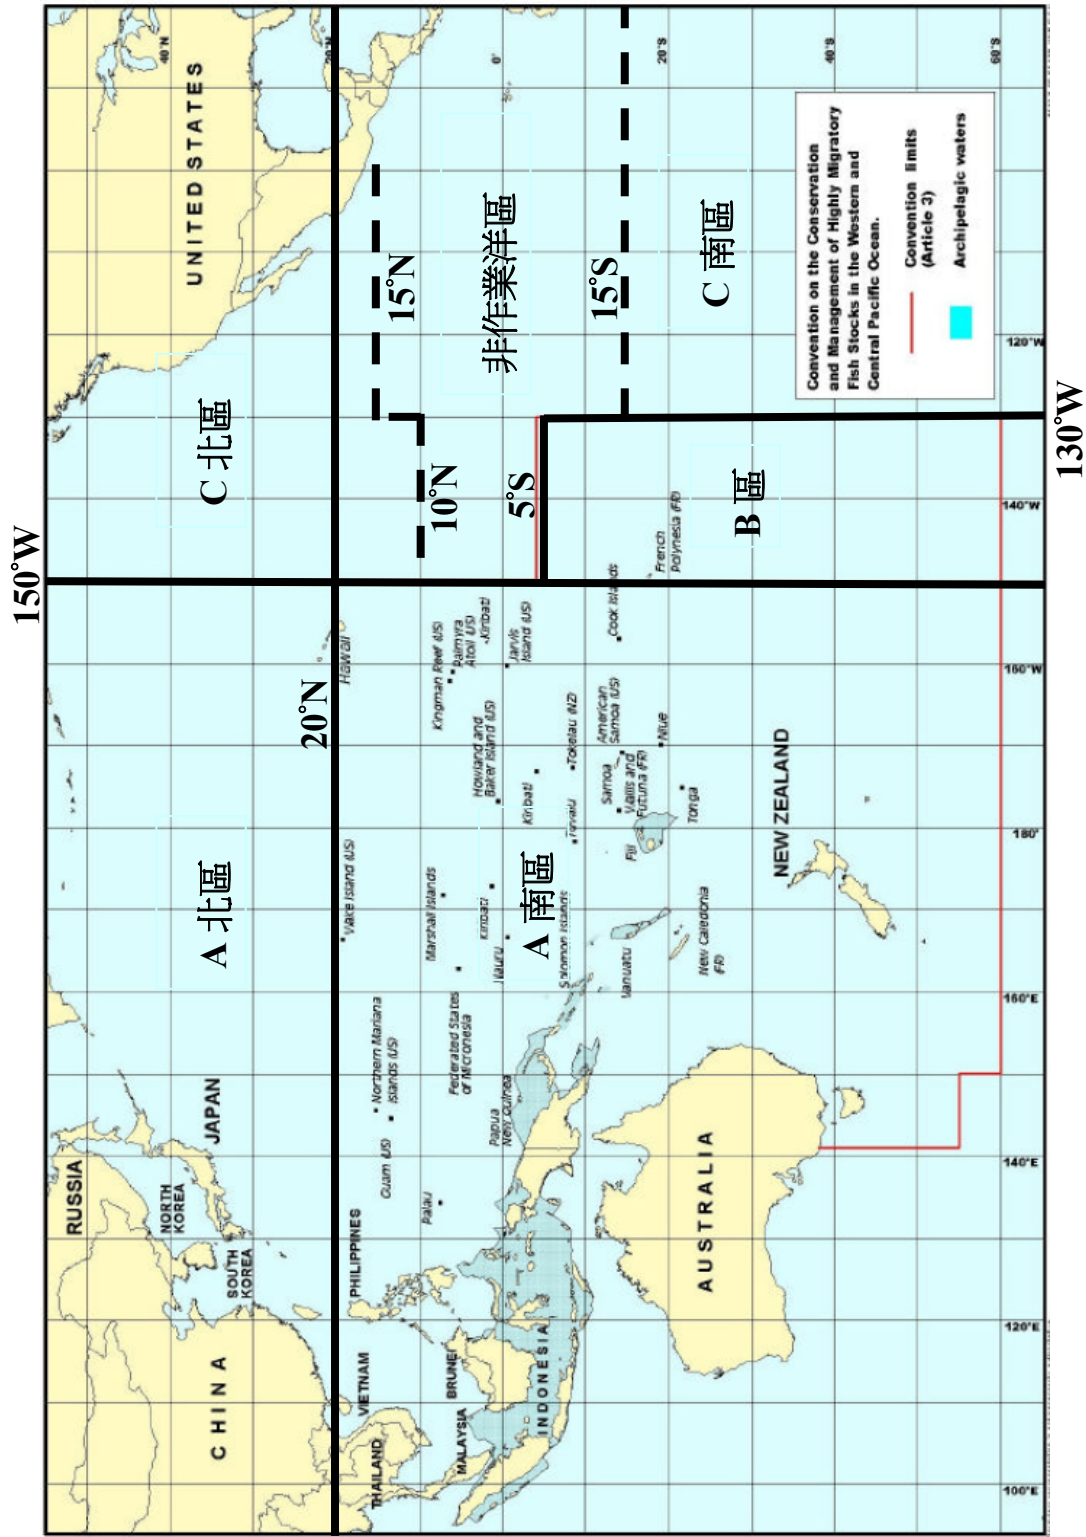 150°W
130°W
20°N
15°N
10°N
5°S
15°S
C 北區
A 北區
非作業洋區
C 南區
B 區
A 南區
40°N
0°
20°S
40°S
60°S
UNITED STATES
RUSSIA
NORTH
KOREA
SOUTH
KOREA
JAPAN
CHINA
PHILIPPINES
VIETNAM
THAILAND
BRUNEI
MALAYSIA
INDONESIA
AUSTRALIA
NEW ZEALAND
Hawaii
Wake Island (US)
Northern Mariana
Islands (US)
Guam (US)
Palau
Federated States
of Micronesia
Marshall Islands
Kiribati
Nauru
Papua
New Guinea
Solomon Islands
Vanuatu
New Caledonia
(FR)
Fiji
Tuvalu
Kiribati
Howland and
Baker Island (US)
Kingman Reef (US)
Palmyra
Atoll (US)
Kiribati
Jarvis
Island (US)
Tokelau (NZ)
American
Samoa (US)
Samoa
Wallis and
Futuna (FR)
Niue
Tonga
Cook Islands
French
Polynesia (FR)
100°E
120°E
140°E
160°E
180°
160°W
140°W
120°W
Convention on the Conservation
and Management of Highly Migratory
Fish Stocks in the Western and
Central Pacific Ocean.
Convention limits
(Article 3)
Archipelagic waters